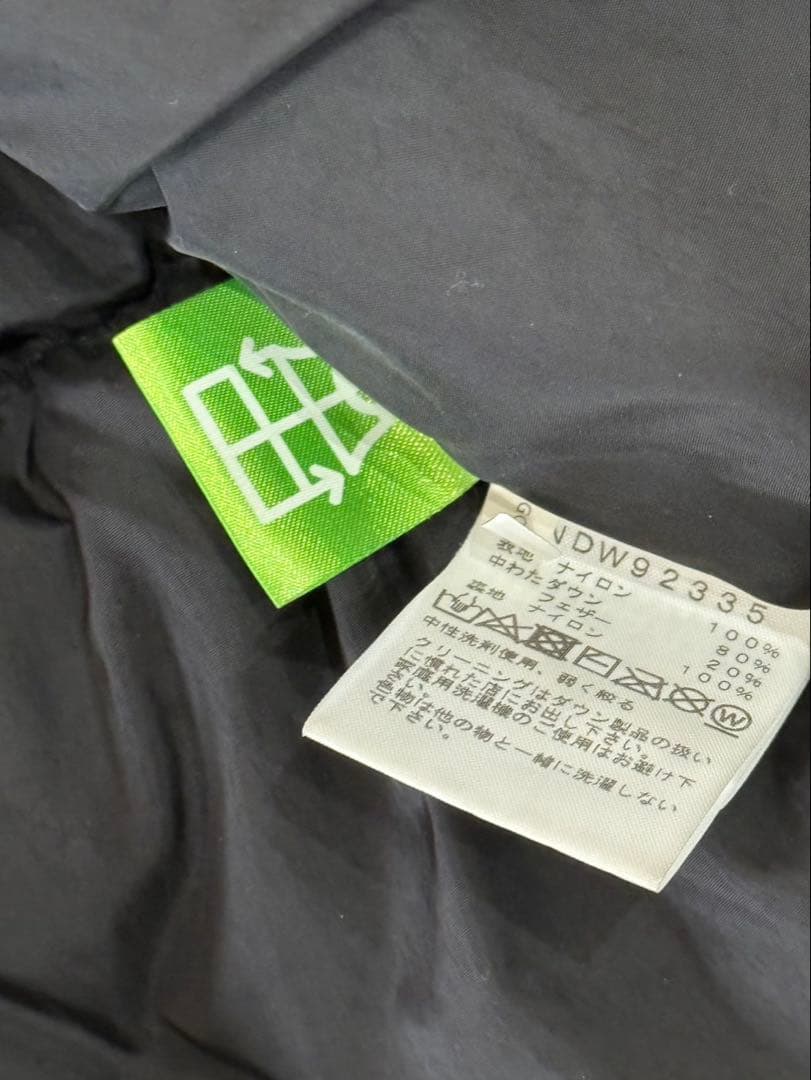 NDW92335
表地 ナイロン 100%
中わた ダウン 80%
フェザー 20%
裏地 ナイロン 100%
W
中性洗剤使用、弱く絞る
クリーニングはダウン製品の扱い
に慣れた店にお出し下さい。
家庭用洗濯機のご使用はお避け下
さい。
色物は他の物と一緒に洗濯しない
で下さい。